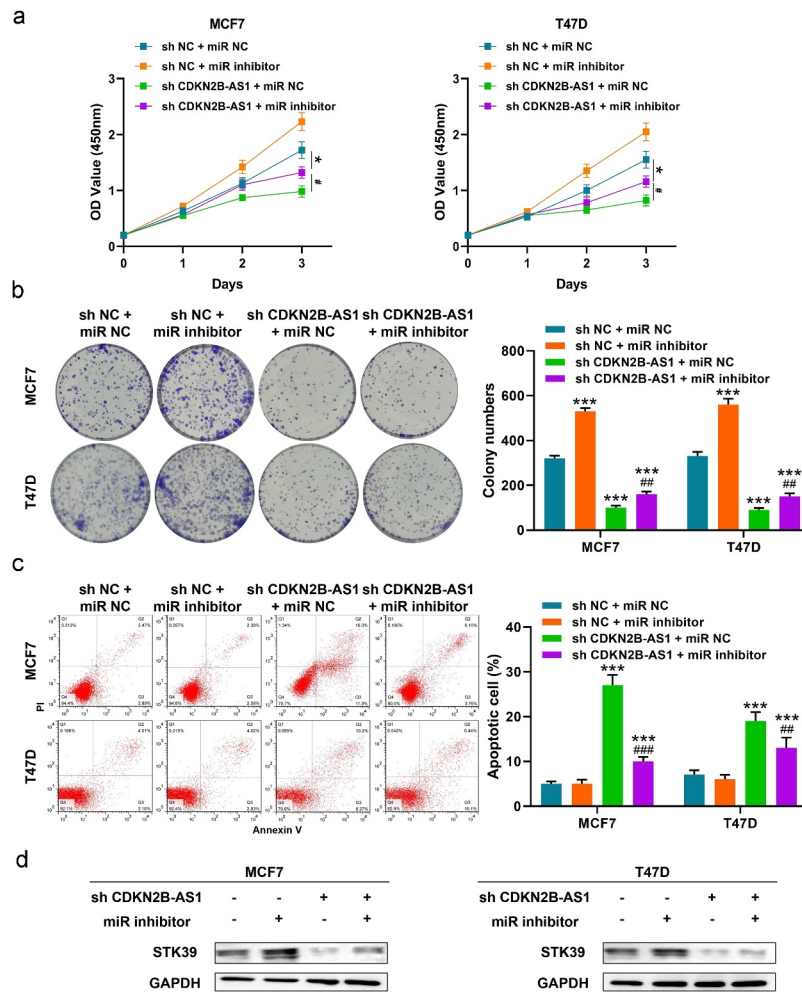 a
MCF7
sh NC + miR NC
sh NC + miR inhibitor
sh CDKN2B-AS1 + miR NC
sh CDKN2B-AS1 + miR inhibitor
OD Value (450nm)
3
2
1
0
*
#
0 1 2 3
Days
T47D
sh NC + miR NC
sh NC + miR inhibitor
sh CDKN2B-AS1 + miR NC
sh CDKN2B-AS1 + miR inhibitor
OD Value (450nm)
3
2
1
0
*
#
0 1 2 3
Days
b
sh NC + miR NC
sh NC + miR inhibitor
sh CDKN2B-AS1 + miR NC
sh CDKN2B-AS1 + miR inhibitor
MCF7
T47D
sh NC + miR NC
sh NC + miR inhibitor
sh CDKN2B-AS1 + miR NC
sh CDKN2B-AS1 + miR inhibitor
Colony numbers
800
600
400
200
0
*** *** *** ##
*** *** *** ##
MCF7 T47D
c
sh NC + miR NC
sh NC + miR inhibitor
sh CDKN2B-AS1 + miR NC
sh CDKN2B-AS1 + miR inhibitor
MCF7
T47D
PI
Annexin V
sh NC + miR NC
sh NC + miR inhibitor
sh CDKN2B-AS1 + miR NC
sh CDKN2B-AS1 + miR inhibitor
Apoptotic cell (%)
40
30
20
10
0
*** *** ###
*** *** ##
MCF7 T47D
d
MCF7
sh CDKN2B-AS1 - - + +
miR inhibitor - + - +
STK39
GAPDH
T47D
sh CDKN2B-AS1 - - + +
miR inhibitor - + - +
STK39
GAPDH